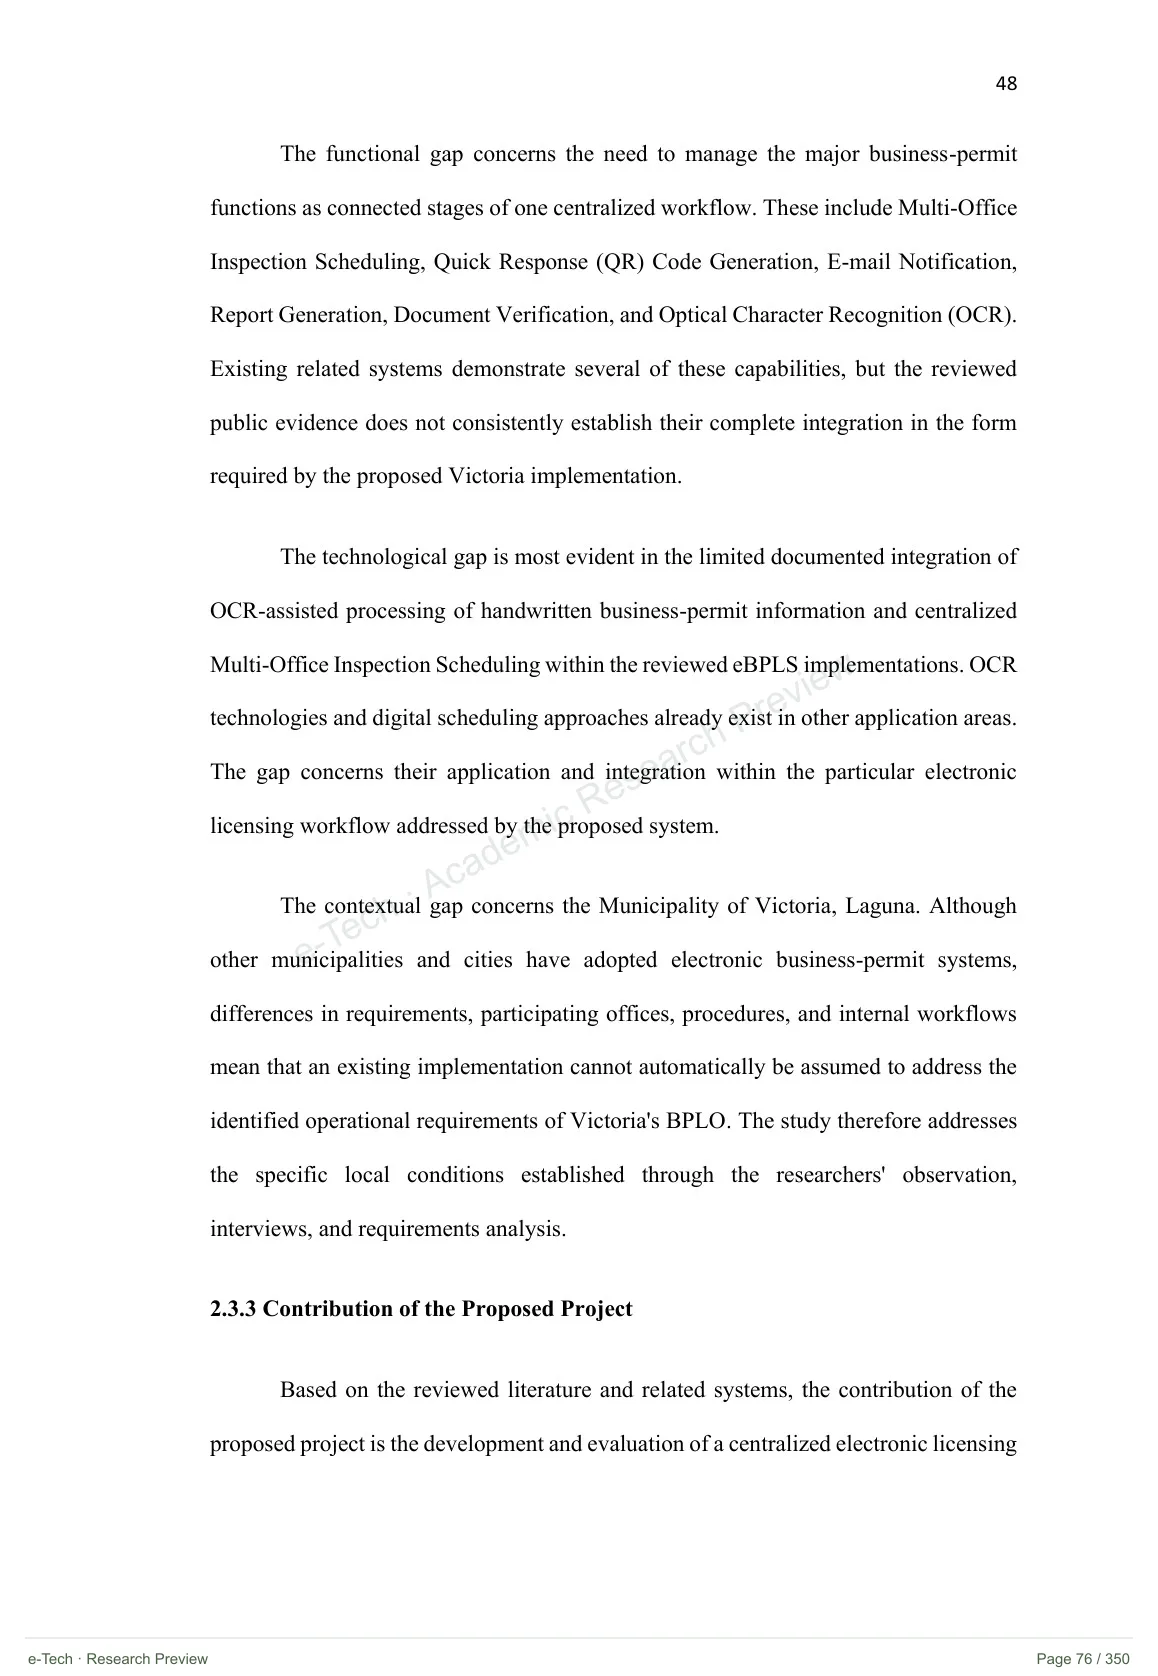 48
The functional gap concerns the need to manage the major business-permit
functions as connected stages of one centralized workflow. These include Multi-Office
Inspection Scheduling, Quick Response (QR) Code Generation, E-mail Notification,
Report Generation, Document Verification, and Optical Character Recognition (OCR).
Existing related systems demonstrate several of these capabilities, but the reviewed
public evidence does not consistently establish their complete integration in the form
required by the proposed Victoria implementation.
The technological gap is most evident in the limited documented integration of
OCR-assisted processing of handwritten business-permit information and centralized
Multi-Office Inspection Scheduling within the reviewed eBPLS implementations. OCR
technologies and digital scheduling approaches already exist in other application areas.
The gap concerns their application and integration within the particular electronic
licensing workflow addressed by the proposed system.
The contextual gap concerns the Municipality of Victoria, Laguna. Although
other municipalities and cities have adopted electronic business-permit systems,
differences in requirements, participating offices, procedures, and internal workflows
mean that an existing implementation cannot automatically be assumed to address the
identified operational requirements of Victoria's BPLO. The study therefore addresses
the specific local conditions established through the researchers' observation,
interviews, and requirements analysis.
2.3.3 Contribution of the Proposed Project
Based on the reviewed literature and related systems, the contribution of the
proposed project is the development and evaluation of a centralized electronic licensing
e-Tech · Academic Research Preview
e-Tech · Research Preview
Page 76 / 350